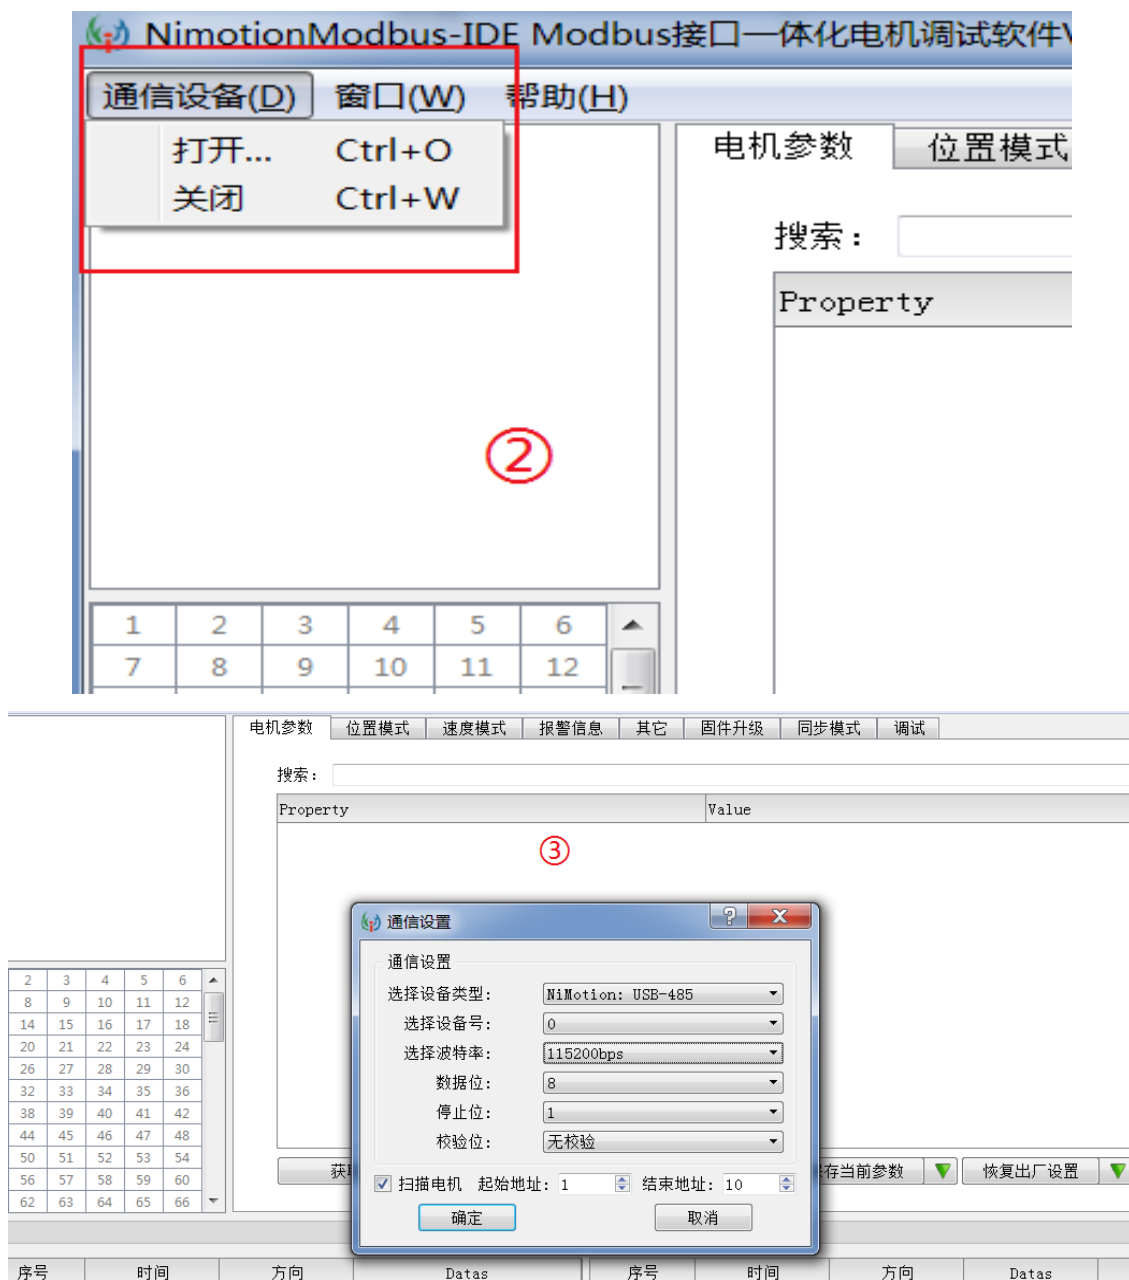 NimotionModbus-IDE Modbus接口一体化电机调试软件V
通信设备(D) 窗口(W) 帮助(H)
打开... Ctrl+O
关闭 Ctrl+W
电机参数 位置模式
搜索：
Property
②
1 2 3 4 5 6
7 8 9 10 11 12
电机参数 位置模式 速度模式 报警信息 其它 固件升级 同步模式 调试
搜索：
Property Value
③
通信设置
通信设置
选择设备类型: NiMotion: USB-485
选择设备号: 0
选择波特率: 115200bps
数据位: 8
停止位: 1
校验位: 无校验
扫描电机 起始地址: 1 结束地址: 10
确定 取消
2 3 4 5 6
8 9 10 11 12
14 15 16 17 18
20 21 22 23 24
26 27 28 29 30
32 33 34 35 36
38 39 40 41 42
44 45 46 47 48
50 51 52 53 54
56 57 58 59 60
62 63 64 65 66
存当前参数 恢复出厂设置
序号 时间 方向 Datas 序号 时间 方向 Datas